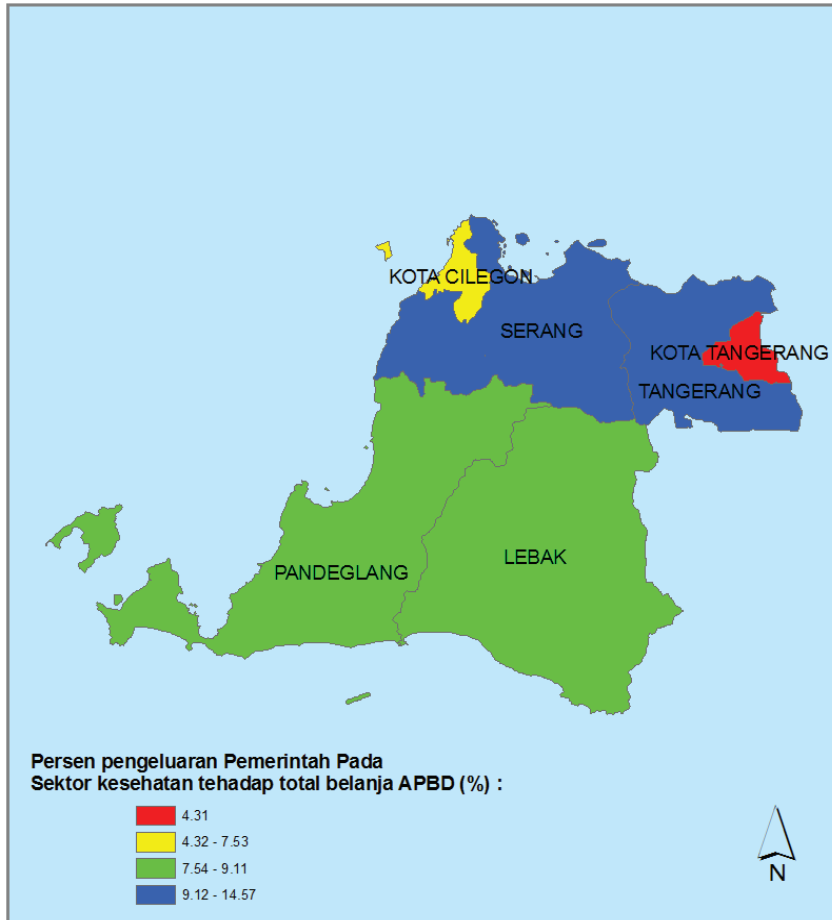 KOTA CILEGON
SERANG
KOTA TANGERANG
TANGERANG
PANDEGLANG
LEBAK
Persen pengeluaran Pemerintah Pada
Sektor kesehatan tehadap total belanja APBD (%) :
4.31
4.32 - 7.53
7.54 - 9.11
9.12 - 14.57
N